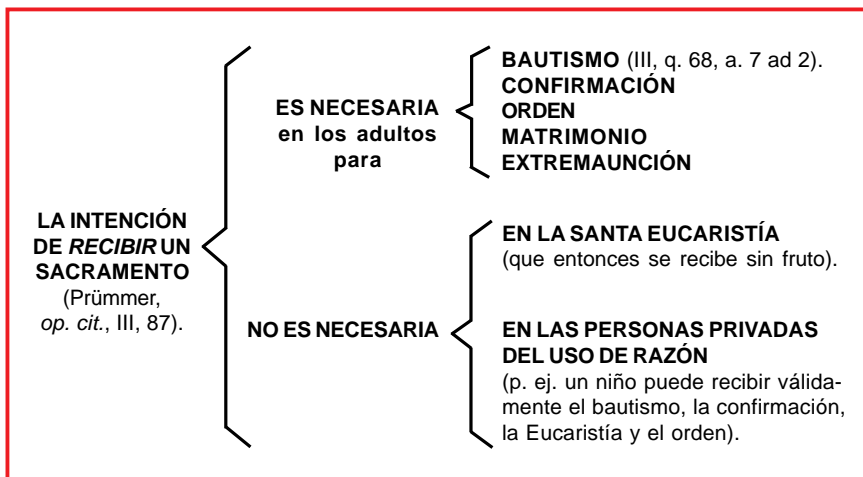 LA INTENCIÓN
DE RECIBIR UN
SACRAMENTO
(Prümmer,
op. cit., III, 87).
ES NECESARIA
en los adultos
para
BAUTISMO (III, q. 68, a. 7 ad 2).
CONFIRMACIÓN
ORDEN
MATRIMONIO
EXTREMAUNCIÓN
NO ES NECESARIA
EN LA SANTA EUCARISTÍA
(que entonces se recibe sin fruto).
EN LAS PERSONAS PRIVADAS
DEL USO DE RAZÓN
(p. ej. un niño puede recibir válida-
mente el bautismo, la confirmación,
la Eucaristía y el orden).